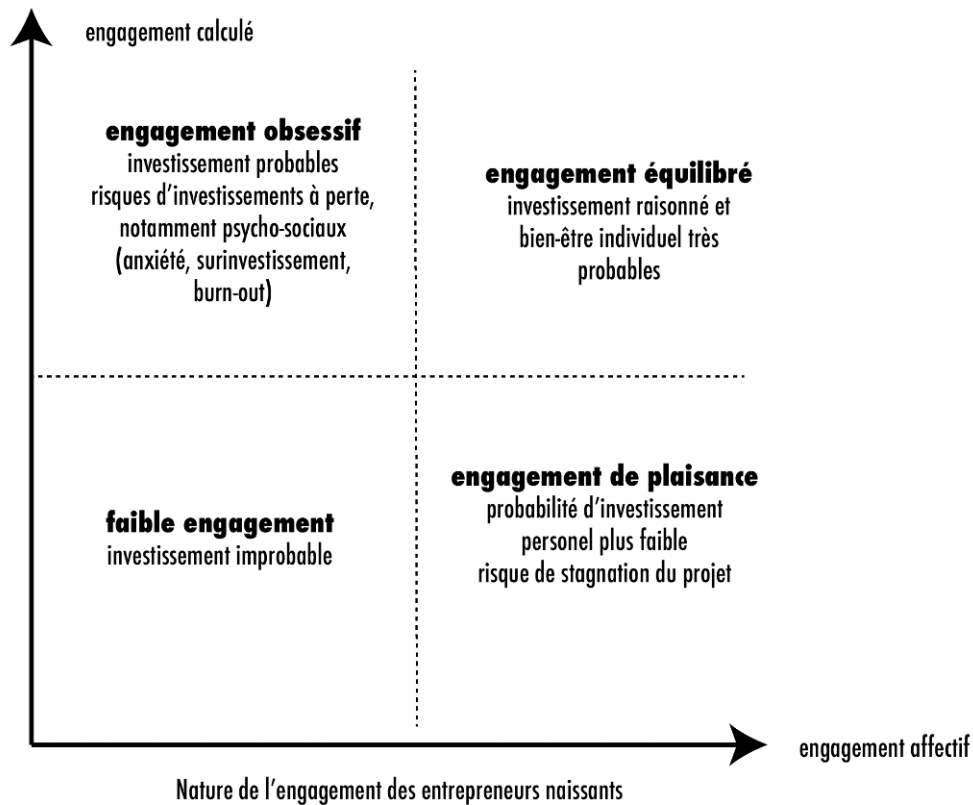 engagement calculé
engagement obsessif
investissement probables
risques d'investissements à perte,
notamment psycho-sociaux
(anxiété, surinvestissement,
burn-out)
engagement équilibré
investissement raisonné et
bien-être individuel très
probables
faible engagement
investissement improbable
engagement de plaisance
probabilité d'investissement
personel plus faible
risque de stagnation du projet
engagement affectif
Nature de l'engagement des entrepreneurs naissants